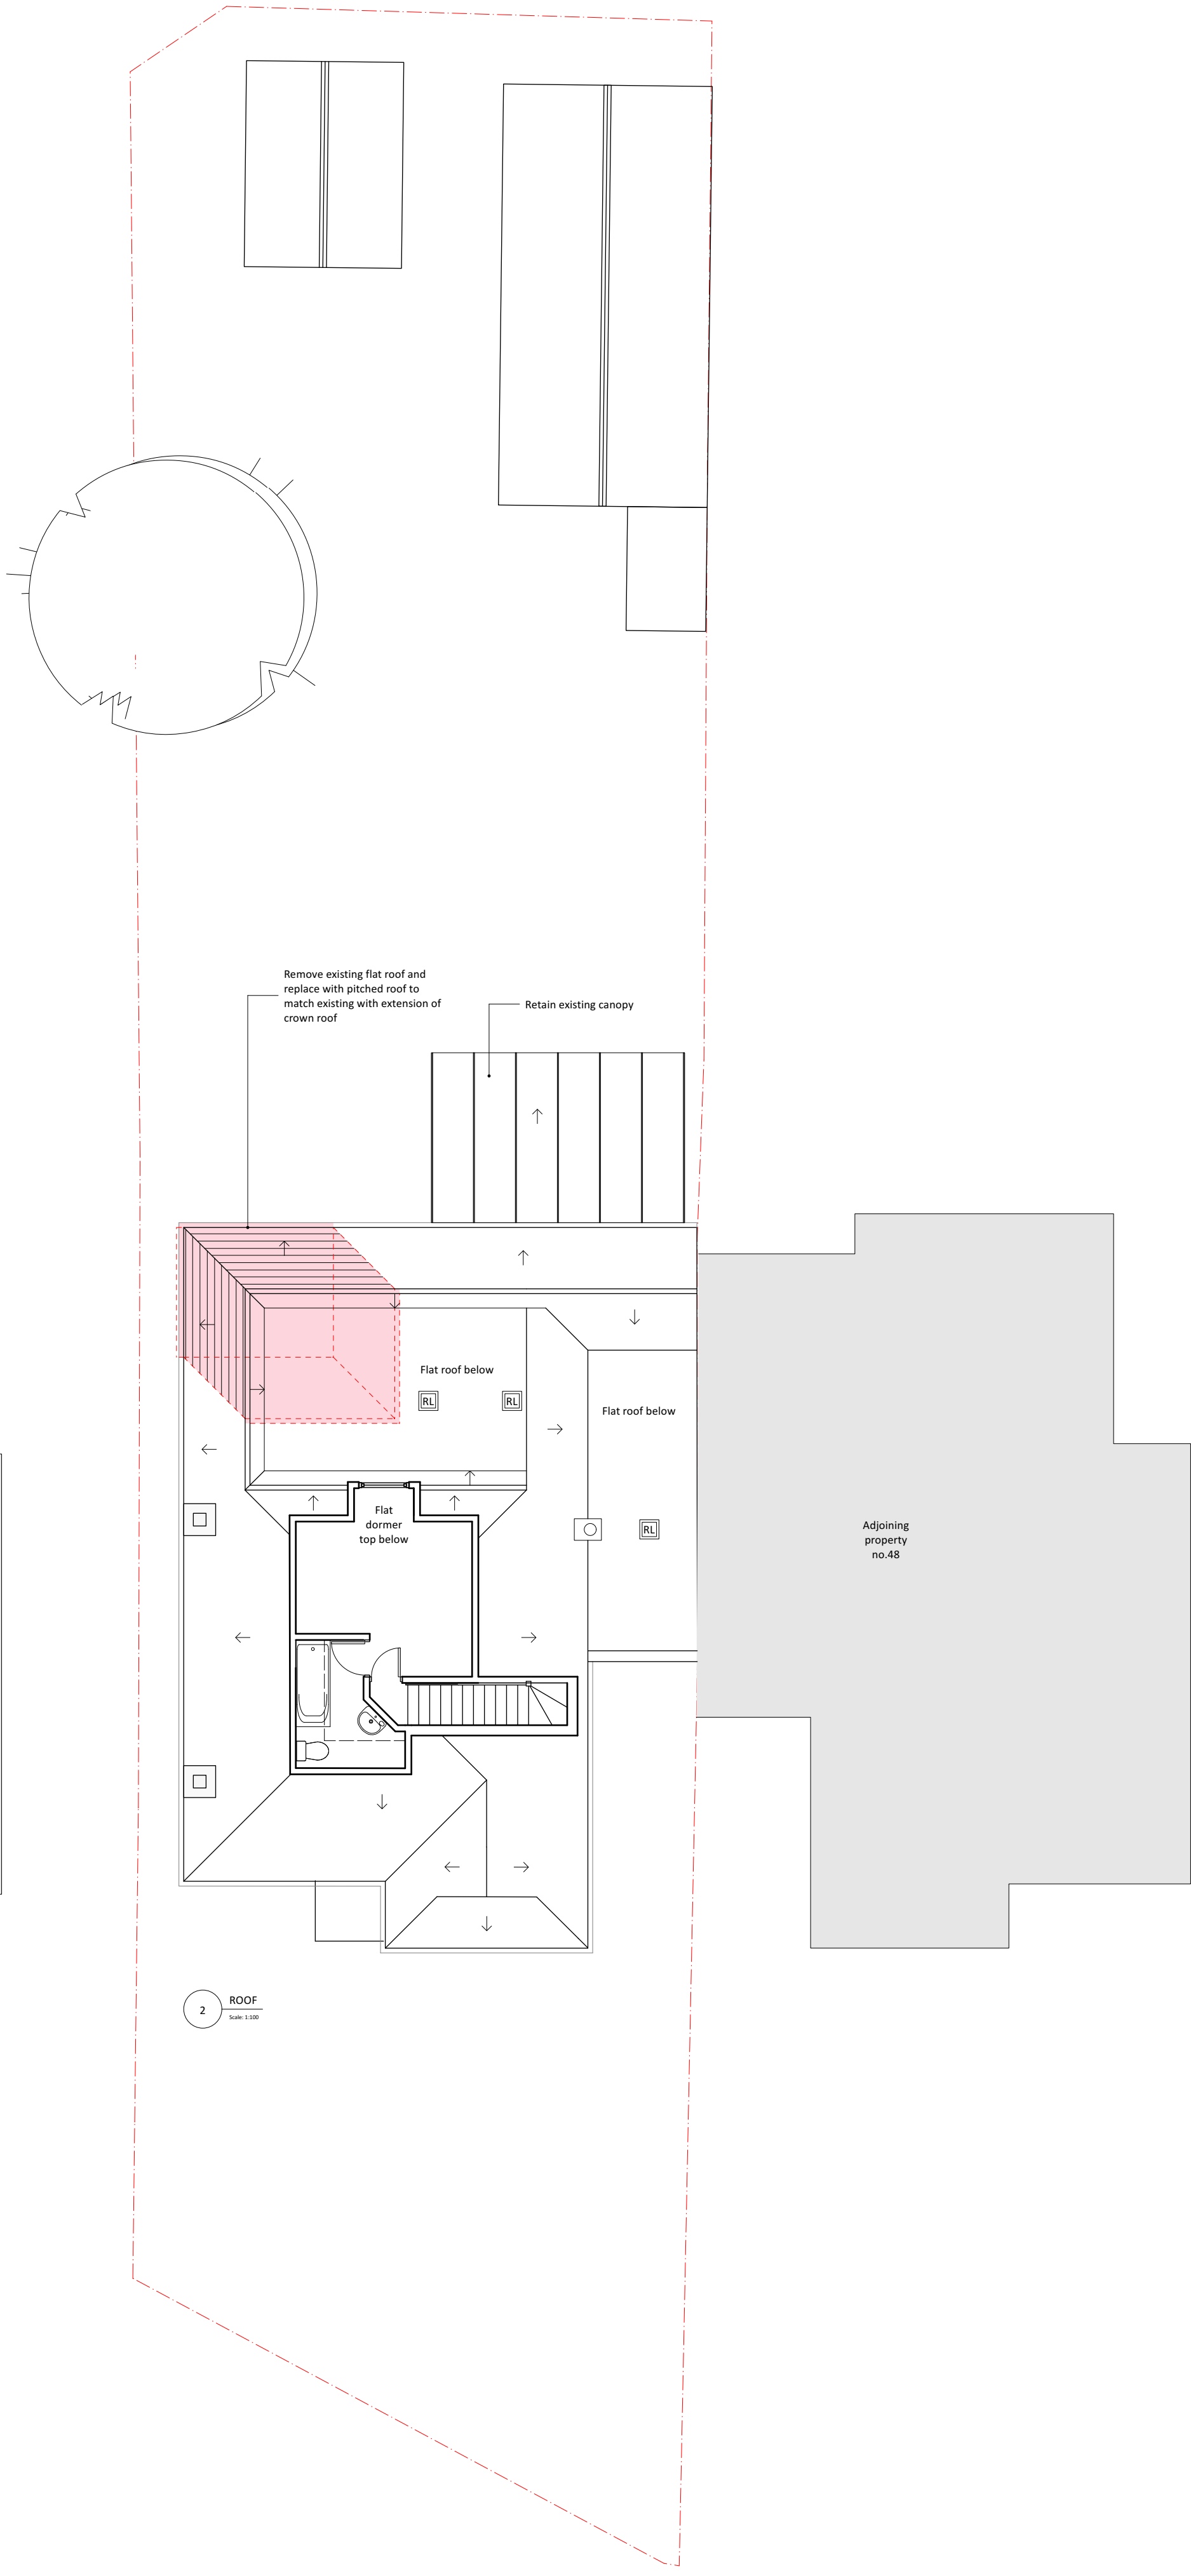 Remove existing flat roof and
replace with pitched roof to
match existing with extension of
crown roof
Retain existing canopy
Flat roof below
RL
RL
Flat roof below
Flat
dormer
top below
RL
Adjoining
property
no.48
2
ROOF
Scale: 1:100